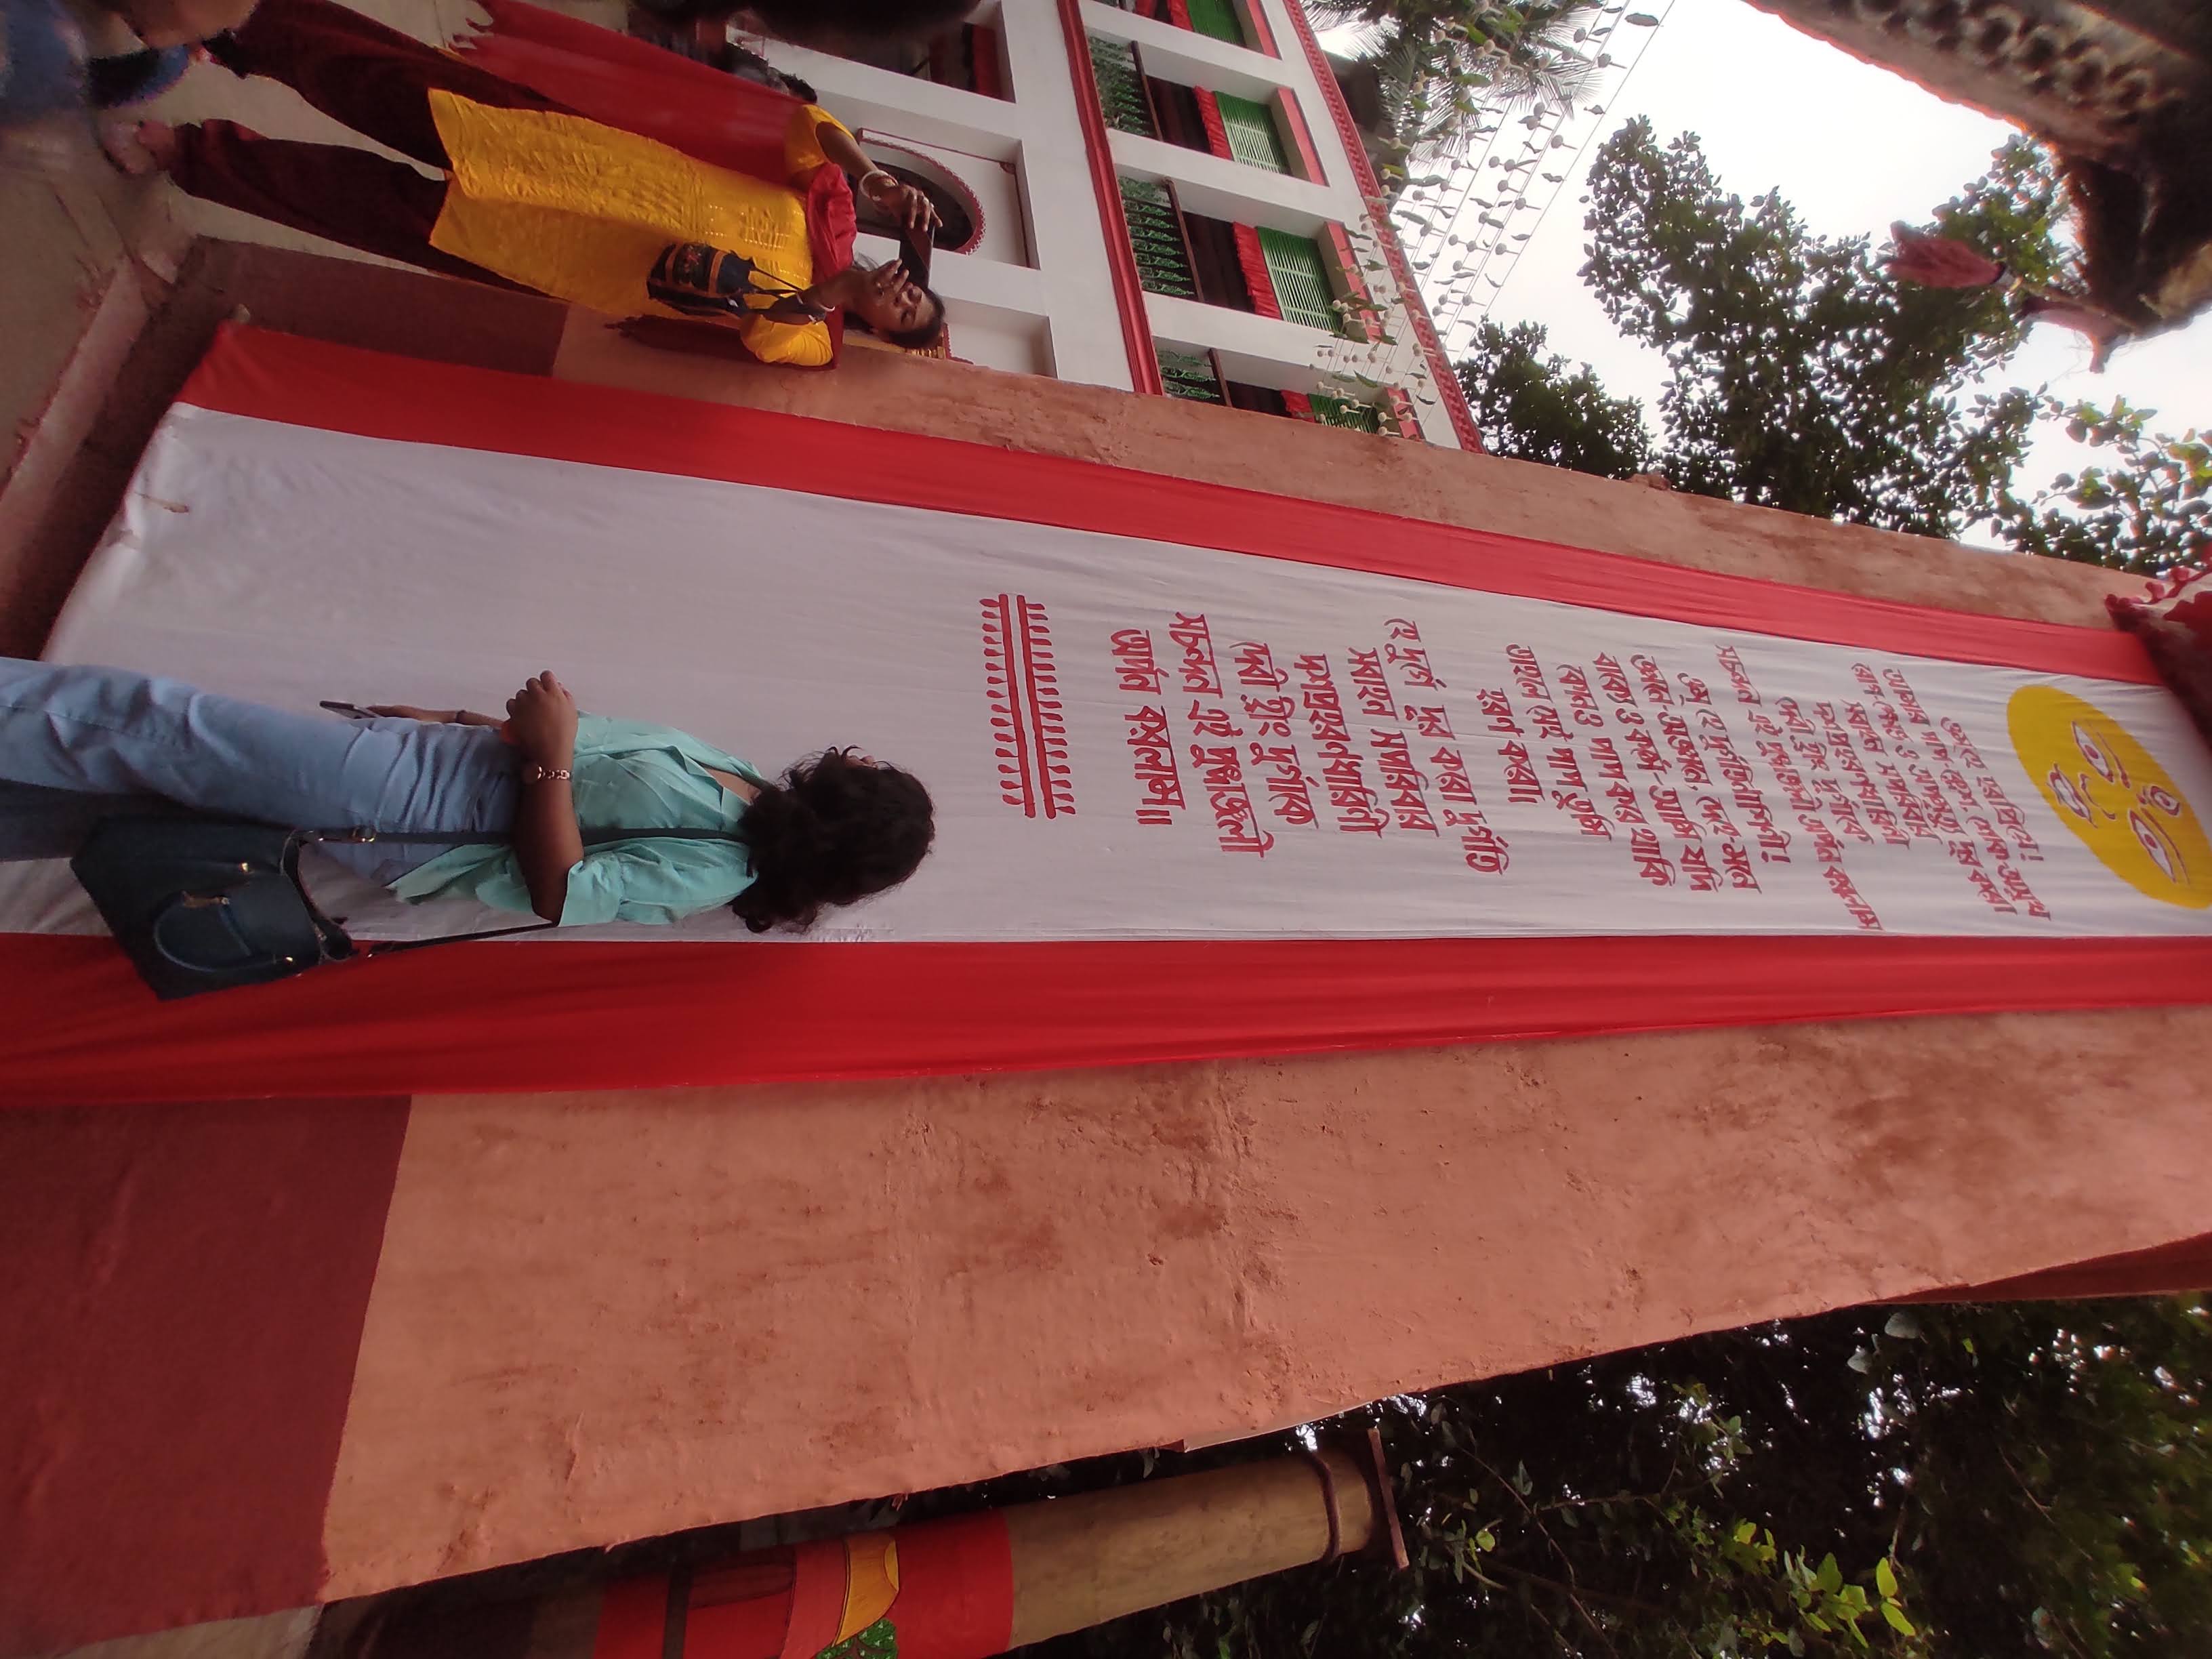 ওম্ হে হরপ্রিয়ে!
আমার পাপ-ক্লেশ, শোক-অসুখ
রোগ-ক্ষোভ ও অপমৃত্যু দূর করো
সবাহন সপরিবার
দশপ্রহরণধারিনী
দেবী হ্রীং দূর্গাকে
সচন্দন এই পুষ্পাঞ্জলী অর্পন করলাম
ওম্ হে দুর্গতিনাশিণী!
জ্ঞানে-অজ্ঞানে, দেহে-মনে
বাক্যে ও কর্মে-আমি যদি
কোনও পাপ করে থাকি
তাহলে সেই পাপ তুমি
হরণ করো।
হে দুর্গে দূর করো দুর্গতি
সবাহন সপরিবার
দশপ্রহরণধারিণী
দেবী হ্রীং দুর্গাকে
সচন্দন এই পুষ্পাঞ্জলী
অর্পন করলাম॥